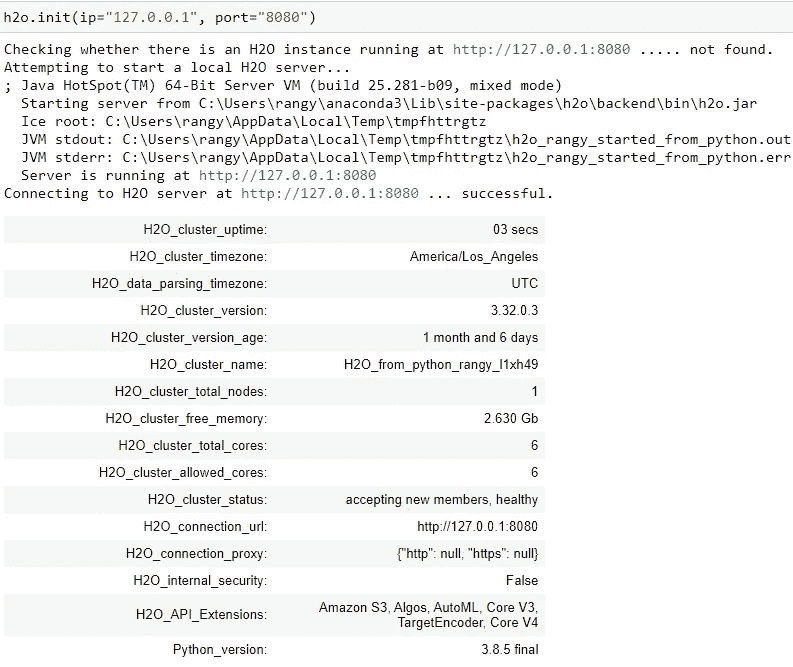 h2o.init(ip="127.0.0.1", port="8080")
Checking whether there is an H2O instance running at http://127.0.0.1:8080 ..... not found.
Attempting to start a local H2O server...
; Java HotSpot(TM) 64-Bit Server VM (build 25.281-b09, mixed mode)
Starting server from C:\Users\rangy\anaconda3\Lib\site-packages\h2o\backend\bin\h2o.jar
Ice root: C:\Users\rangy\AppData\Local\Temp\tmpfhttrgtz
JVM stdout: C:\Users\rangy\AppData\Local\Temp\tmpfhttrgtz\h2o_rangy_started_from_python.out
JVM stderr: C:\Users\rangy\AppData\Local\Temp\tmpfhttrgtz\h2o_rangy_started_from_python.err
Server is running at http://127.0.0.1:8080
Connecting to H2O server at http://127.0.0.1:8080 ... successful.
H2O_cluster_uptime: 03 secs
H2O_cluster_timezone: America/Los_Angeles
H2O_data_parsing_timezone: UTC
H2O_cluster_version: 3.32.0.3
H2O_cluster_version_age: 1 month and 6 days
H2O_cluster_name: H2O_from_python_rangy_l1xh49
H2O_cluster_total_nodes: 1
H2O_cluster_free_memory: 2.630 Gb
H2O_cluster_total_cores: 6
H2O_cluster_allowed_cores: 6
H2O_cluster_status: accepting new members, healthy
H2O_connection_url: http://127.0.0.1:8080
H2O_connection_proxy: {"http": null, "https": null}
H2O_internal_security: False
H2O_API_Extensions: Amazon S3, Algos, AutoML, Core V3,
TargetEncoder, Core V4
Python_version: 3.8.5 final